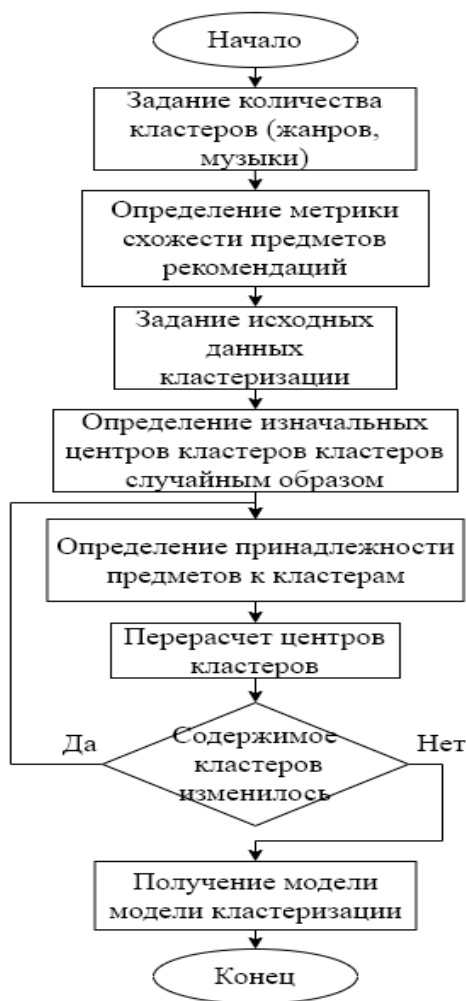 Начало
Задание количества
кластеров (жанров,
музыки)
Определение метрики
схожести предметов
рекомендаций
Задание исходных
данных
кластеризации
Определение изначальных
центров кластеров кластеров
случайным образом
Определение принадлежности
предметов к кластерам
Перерасчет центров
кластеров
Да
Содержимое
кластеров
изменилось
Нет
Получение модели
модели кластеризации
Конец